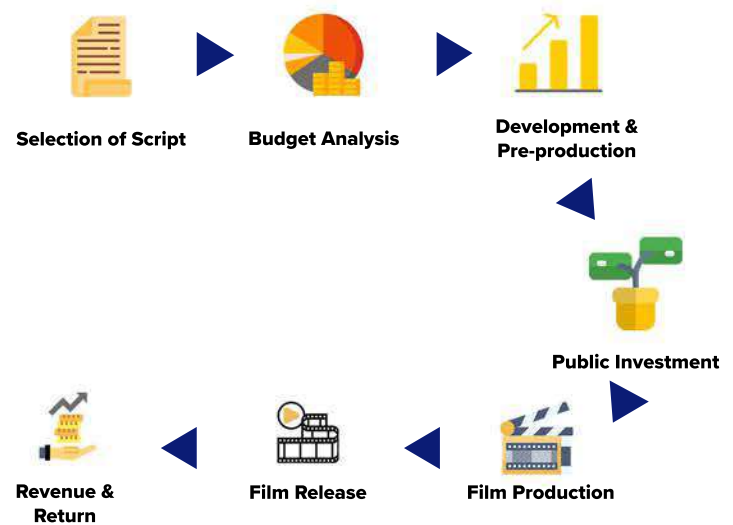 Selection of Script
Budget Analysis
Development &
Pre-production
Public Investment
Film Production
Film Release
Revenue &
Return